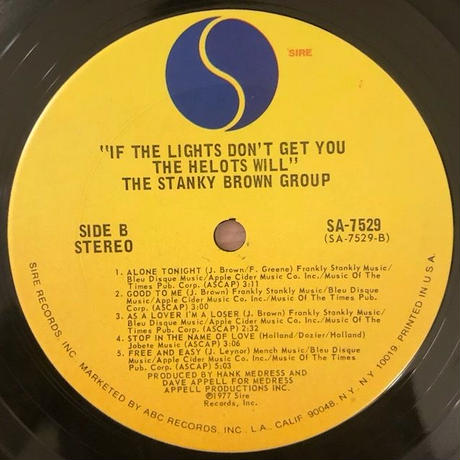 SIRE
"IF THE LIGHTS DON'T GET YOU
THE HELOTS WILL"
THE STANKY BROWN GROUP
SIDE B
STEREO
SA-7529
(SA-7529-B)
1. ALONE TONIGHT (J. Brown/F. Greene) Frankly Stankly Music/
Bleu Disque Music/Apple Cider Music Co. Inc./Music Of The
Times Pub. Corp. (ASCAP) 3:11
2. GOOD TO ME (J. Brown) Frankly Stankly Music/Bleu Disque
Music/Apple Cider Music Co. Inc./Music Of The Times Pub.
Corp. (ASCAP) 3:00
3. AS A LOVER I'M A LOSER (J. Brown) Frankly Stankly Music/
Bleu Disque Music/Apple Cider Music Co. Inc./Music Of The
Times Pub. Corp. (ASCAP) 2:32
4. STOP IN THE NAME OF LOVE (Holland/Dozier/Holland)
Jobete Music (ASCAP) 3:06
5. FREE AND EASY (J. Leynor) Mench Music/Bleu Disque
Music/Apple Cider Music Co. Inc./Music Of The Times
Pub. Corp. (ASCAP) 5:03
PRODUCED BY HANK MEDRESS AND
DAVE APPELL FOR MEDRESS
APPELL PRODUCTIONS INC.
℗1977 Sire
Records, Inc.
SIRE RECORDS, INC. MARKETED BY ABC RECORDS, INC., L.A., CALIF. 90048, N.Y., N.Y. 10019. PRINTED IN U.S.A.